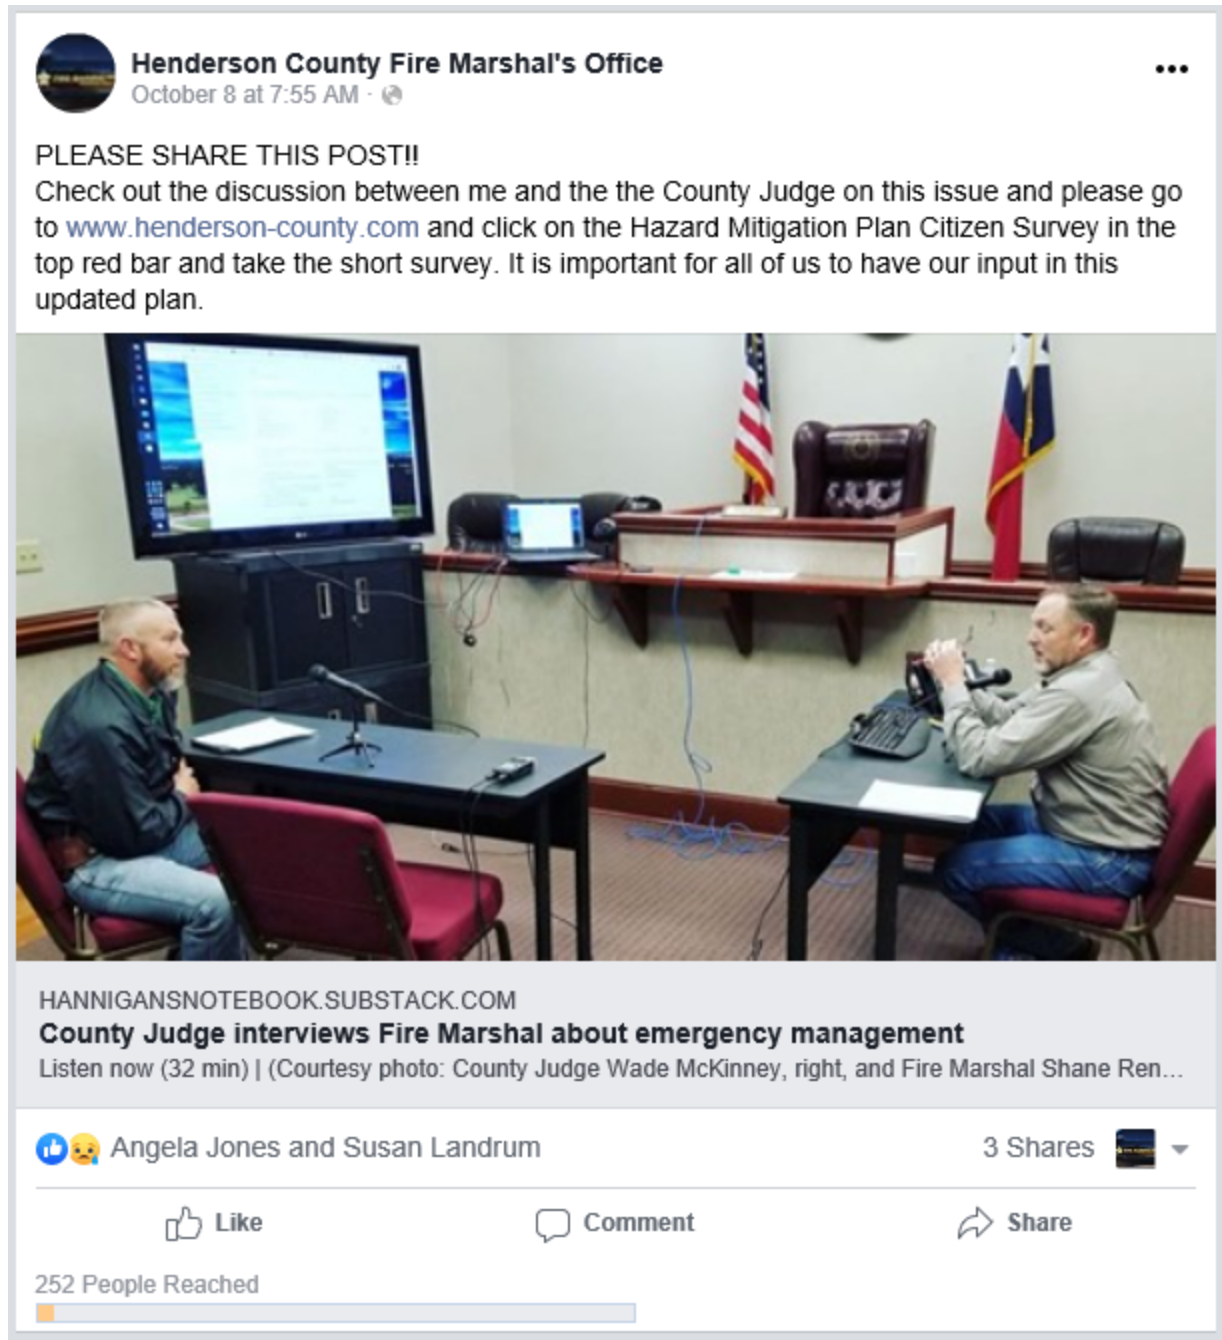 Henderson County Fire Marshal's Office
October 8 at 7:55 AM ·
PLEASE SHARE THIS POST!!
Check out the discussion between me and the the County Judge on this issue and please go
to www.henderson-county.com and click on the Hazard Mitigation Plan Citizen Survey in the
top red bar and take the short survey. It is important for all of us to have our input in this
updated plan.
HANNIGANSNOTEBOOK.SUBSTACK.COM
County Judge interviews Fire Marshal about emergency management
Listen now (32 min) | (Courtesy photo: County Judge Wade McKinney, right, and Fire Marshal Shane Ren...
Angela Jones and Susan Landrum
3 Shares
Like
Comment
Share
252 People Reached